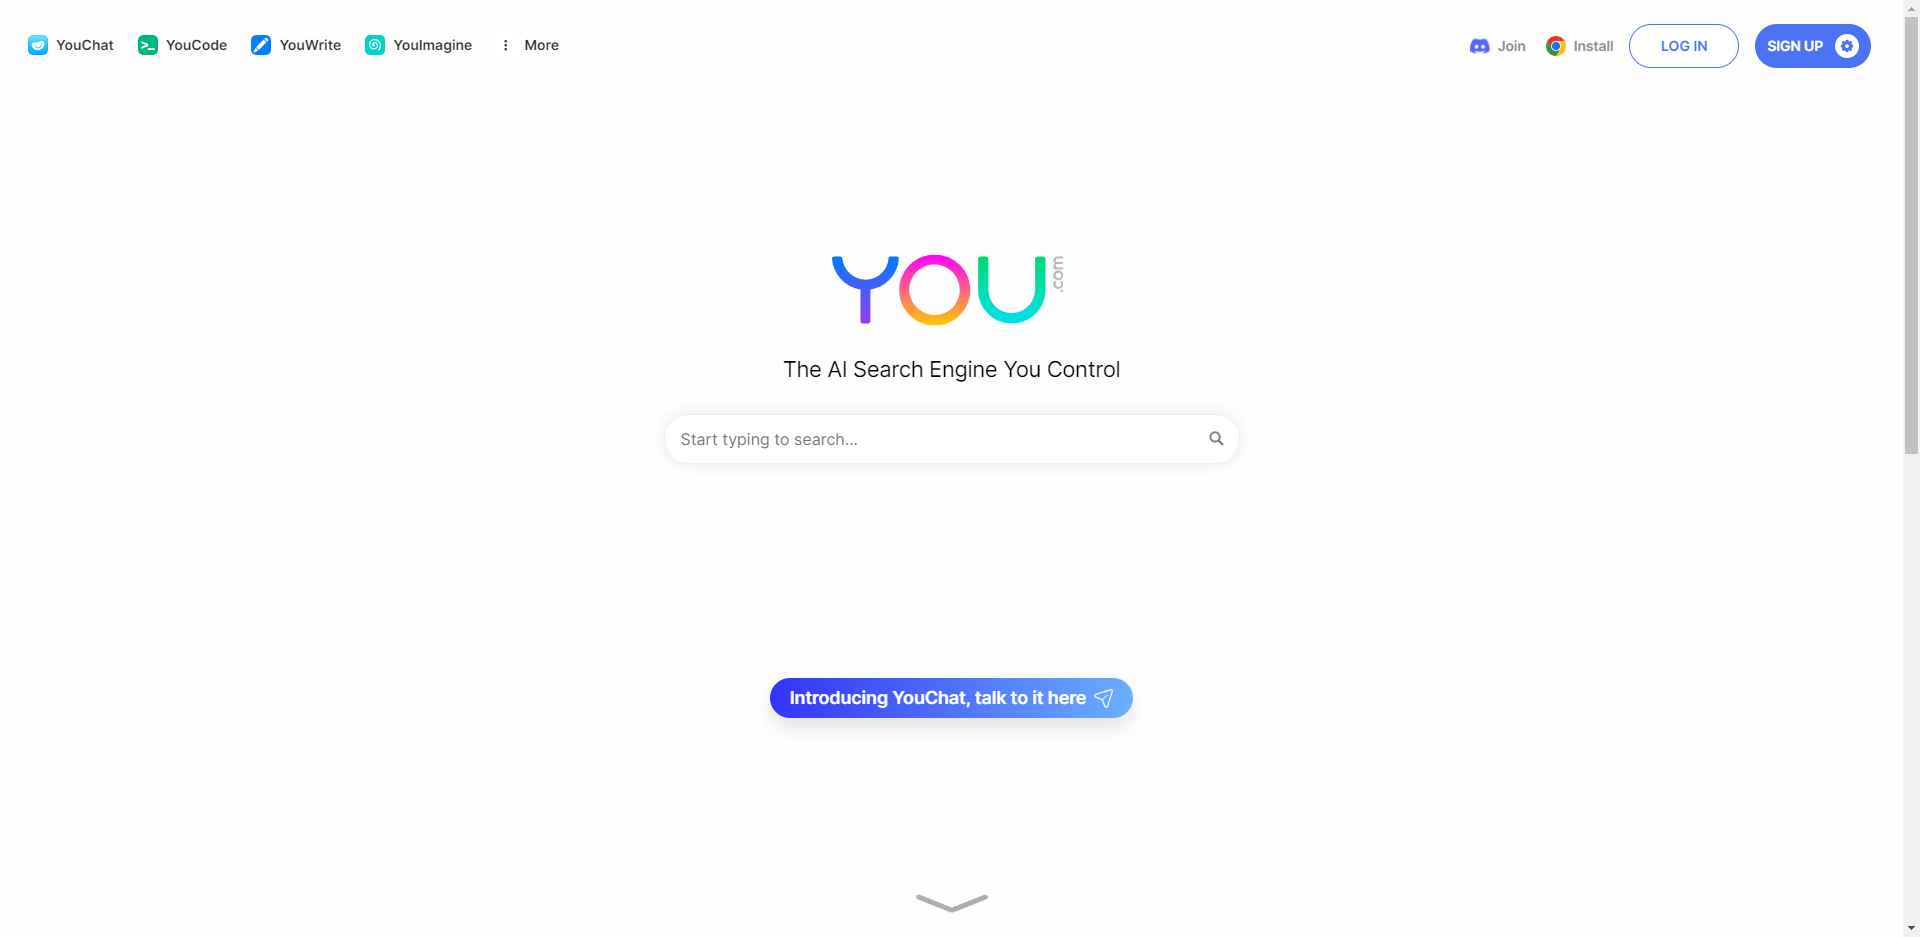 YouChat YouCode YouWrite YouImagine More Join Install LOG IN SIGN UP
YOU.com
The AI Search Engine You Control
Start typing to search...
Introducing YouChat, talk to it here